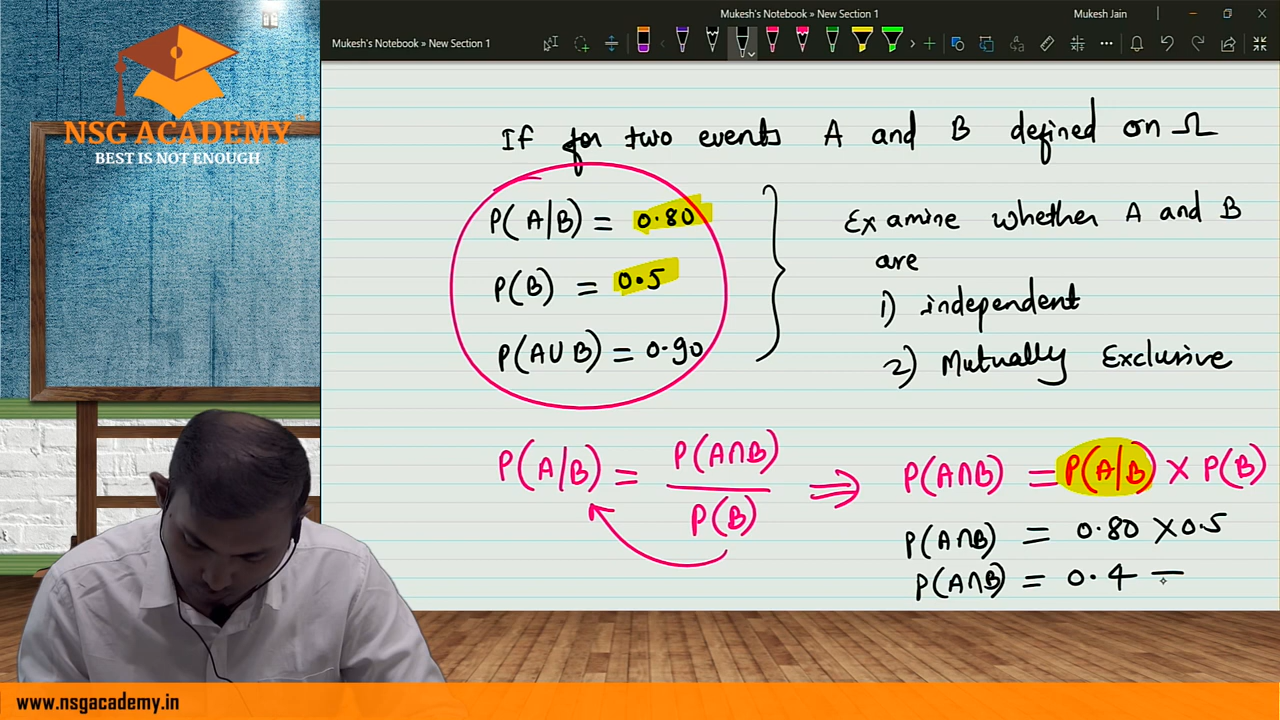 Mukesh's Notebook » New Section 1
Mukesh Jain
Mukesh's Notebook » New Section 1
NSG ACADEMY
BEST IS NOT ENOUGH
If for two events A and B defined on Ω
P(A|B) = 0.80
P(B) = 0.5
P(A∪B) = 0.90
Examine whether A and B
are
1) independent
2) Mutually Exclusive
P(A|B) = P(A∩B) / P(B) ⇒ P(A∩B) = P(A|B) × P(B)
P(A∩B) = 0.80 × 0.5
P(A∩B) = 0.4 —
www.nsgacademy.in